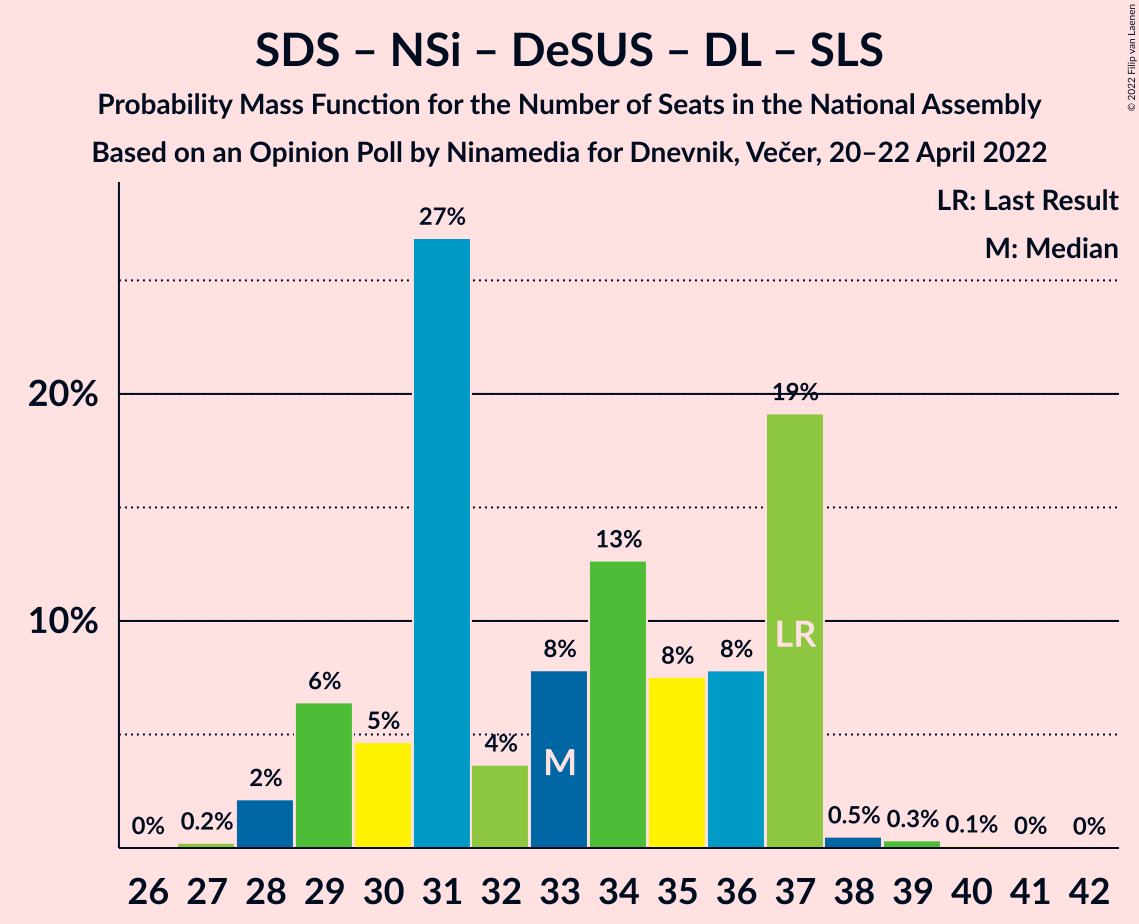 SDS – NSi – DeSUS – DL – SLS
Probability Mass Function for the Number of Seats in the National Assembly
Based on an Opinion Poll by Ninamedia for Dnevnik, Večer, 20–22 April 2022
© 2022 Filip van Laenen
LR: Last Result
M: Median
20%
10%
0%
0.2%
2%
6%
5%
27%
4%
8%
13%
8%
8%
19%
0.5%
0.3%
0.1%
0%
0%
M
LR
26 27 28 29 30 31 32 33 34 35 36 37 38 39 40 41 42